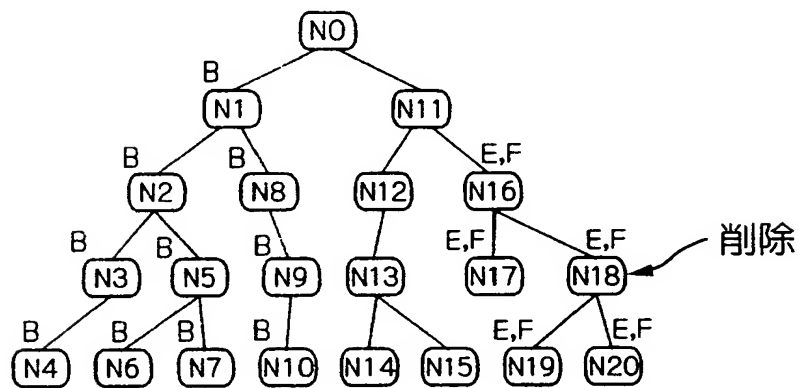 N0
B
N1 N11
B B E,F
N2 N8 N12 N16
B B B E,F E,F 削除
N3 N5 N9 N13 N17 N18
B B B B E,F E,F
N4 N6 N7 N10 N14 N15 N19 N20